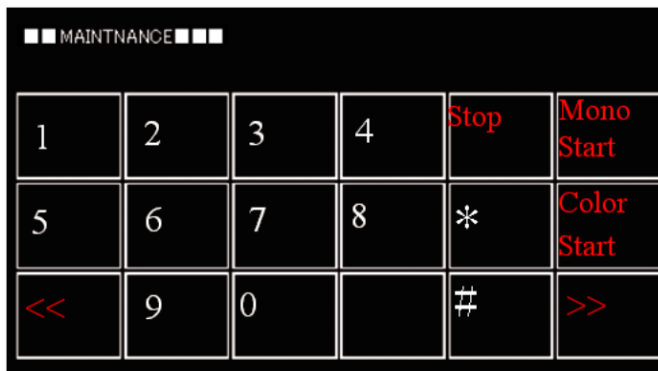 ■■ MAINTNANCE■■■
1 2 3 4 Stop Mono Start
5 6 7 8 * Color Start
<< 9 0 # >>